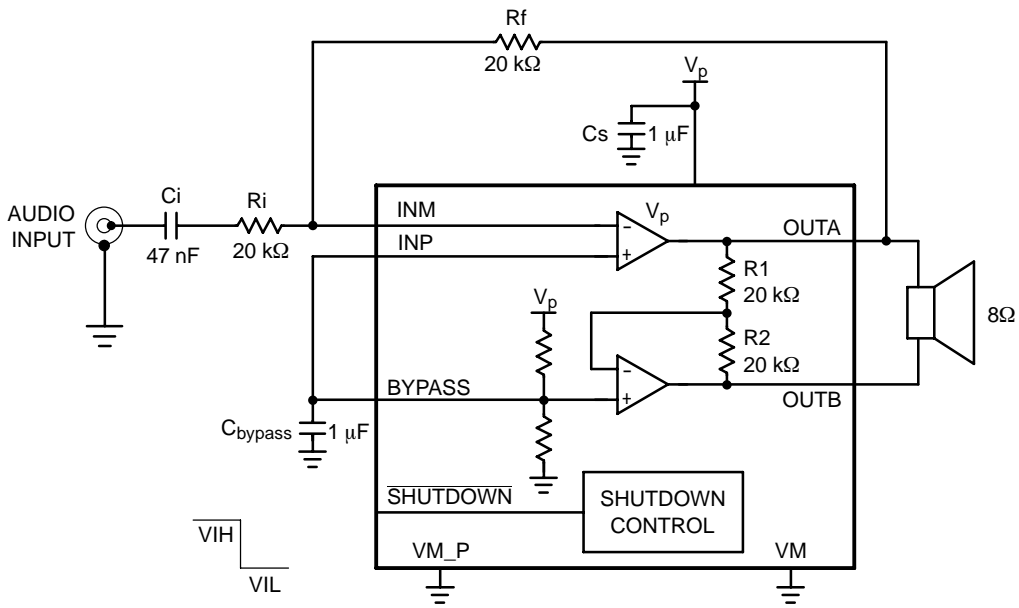 Rf
20 kΩ
Vp
Cs
1 μF
AUDIO
INPUT
Ci
47 nF
Ri
20 kΩ
INM
INP
Vp
−
+
OUTA
R1
20 kΩ
Vp
R2
20 kΩ
8Ω
−
+
BYPASS
OUTB
Cbypass
1 μF
SHUTDOWN
SHUTDOWN
CONTROL
VIH
VIL
VM_P
VM